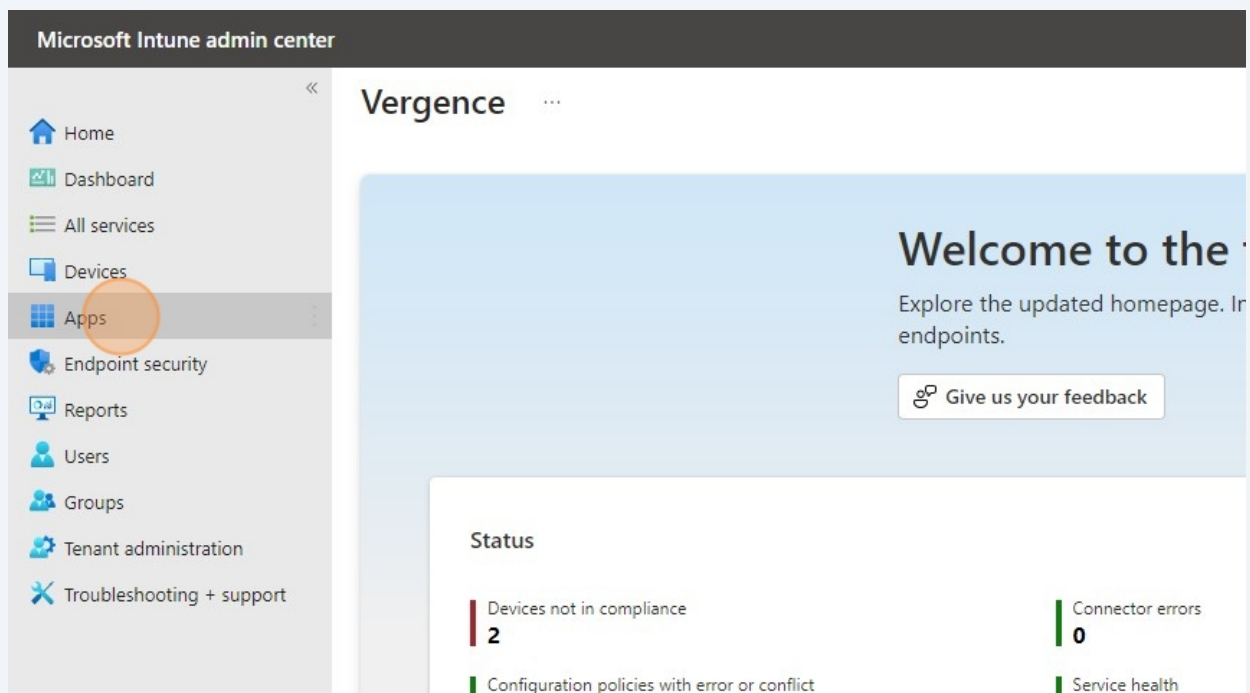 Microsoft Intune admin center
«
Home
Dashboard
All services
Devices
Apps
Endpoint security
Reports
Users
Groups
Tenant administration
Troubleshooting + support
Vergence ...
Welcome to the
Explore the updated homepage. In
endpoints.
Give us your feedback
Status
Devices not in compliance
2
Connector errors
0
Configuration policies with error or conflict
Service health